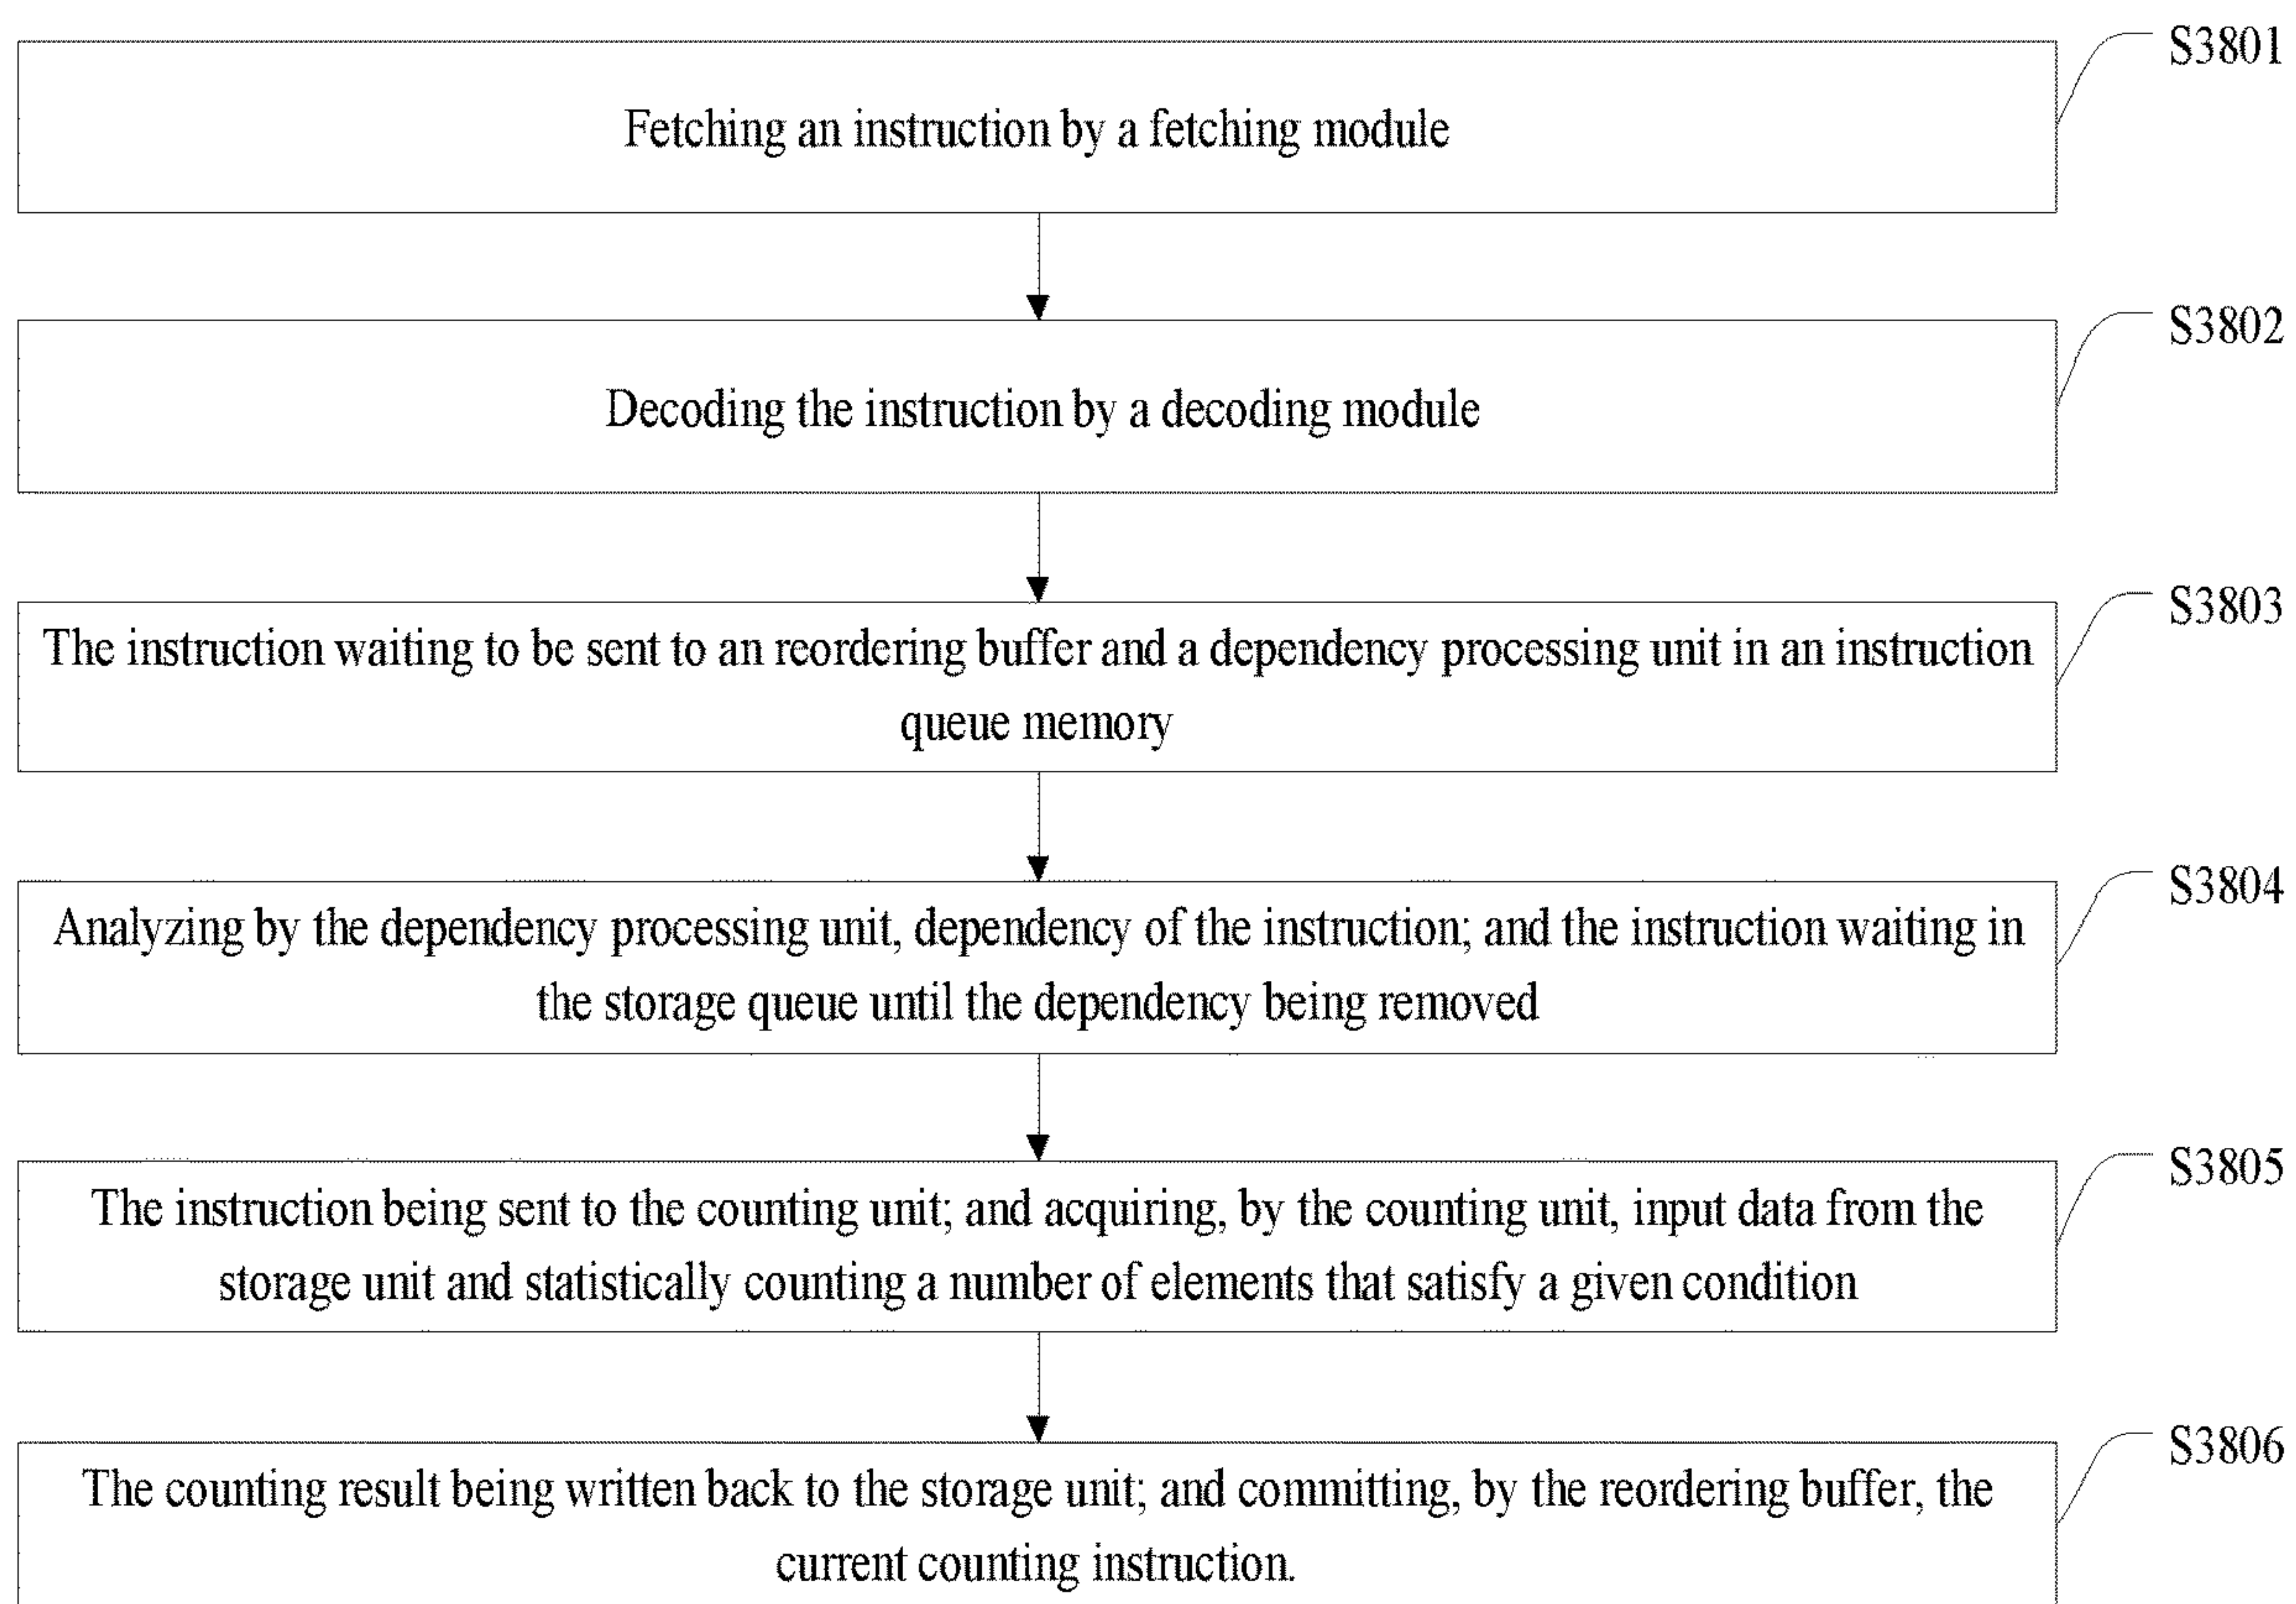 S3801
Fetching an instruction by a fetching module
S3802
Decoding the instruction by a decoding module
S3803
The instruction waiting to be sent to an reordering buffer and a dependency processing unit in an instruction
queue memory
S3804
Analyzing by the dependency processing unit, dependency of the instruction; and the instruction waiting in
the storage queue until the dependency being removed
S3805
The instruction being sent to the counting unit; and acquiring, by the counting unit, input data from the
storage unit and statistically counting a number of elements that satisfy a given condition
S3806
The counting result being written back to the storage unit; and committing, by the reordering buffer, the
current counting instruction.